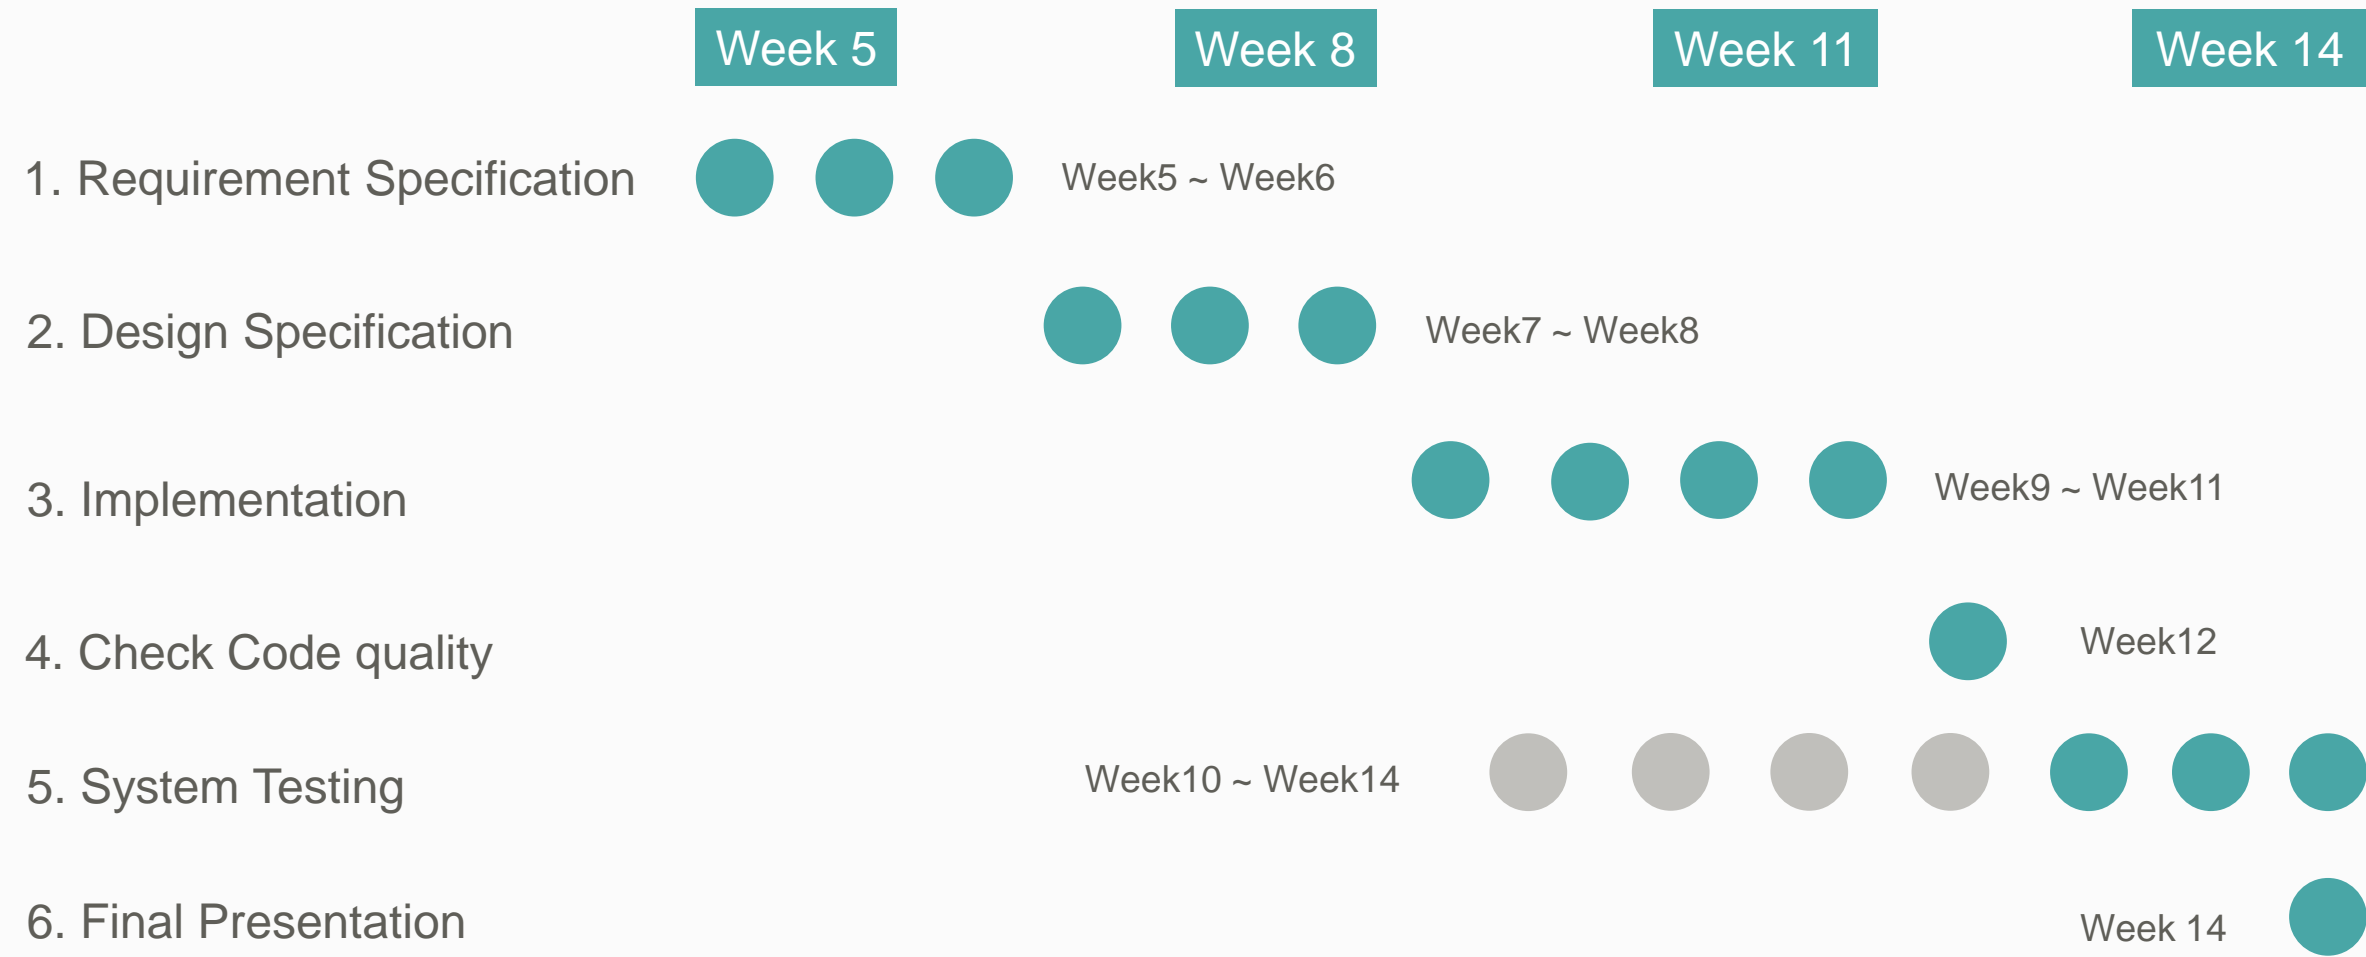 Week 5
Week 8
Week 11
Week 14
1. Requirement Specification
Week5 ~ Week6
2. Design Specification
Week7 ~ Week8
3. Implementation
Week9 ~ Week11
4. Check Code quality
Week12
5. System Testing
Week10 ~ Week14
6. Final Presentation
Week 14